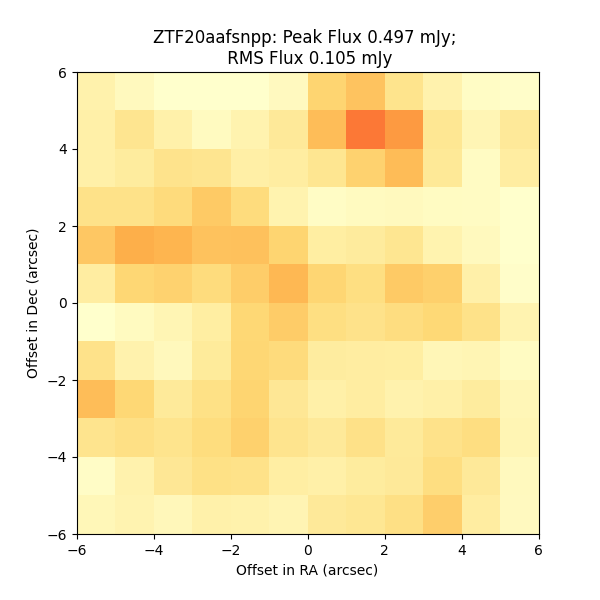 ZTF20aafsnpp: Peak Flux 0.497 mJy;
RMS Flux 0.105 mJy
6
4
2
0
−2
−4
−6
Offset in Dec (arcsec)
−6 −4 −2 0 2 4 6
Offset in RA (arcsec)